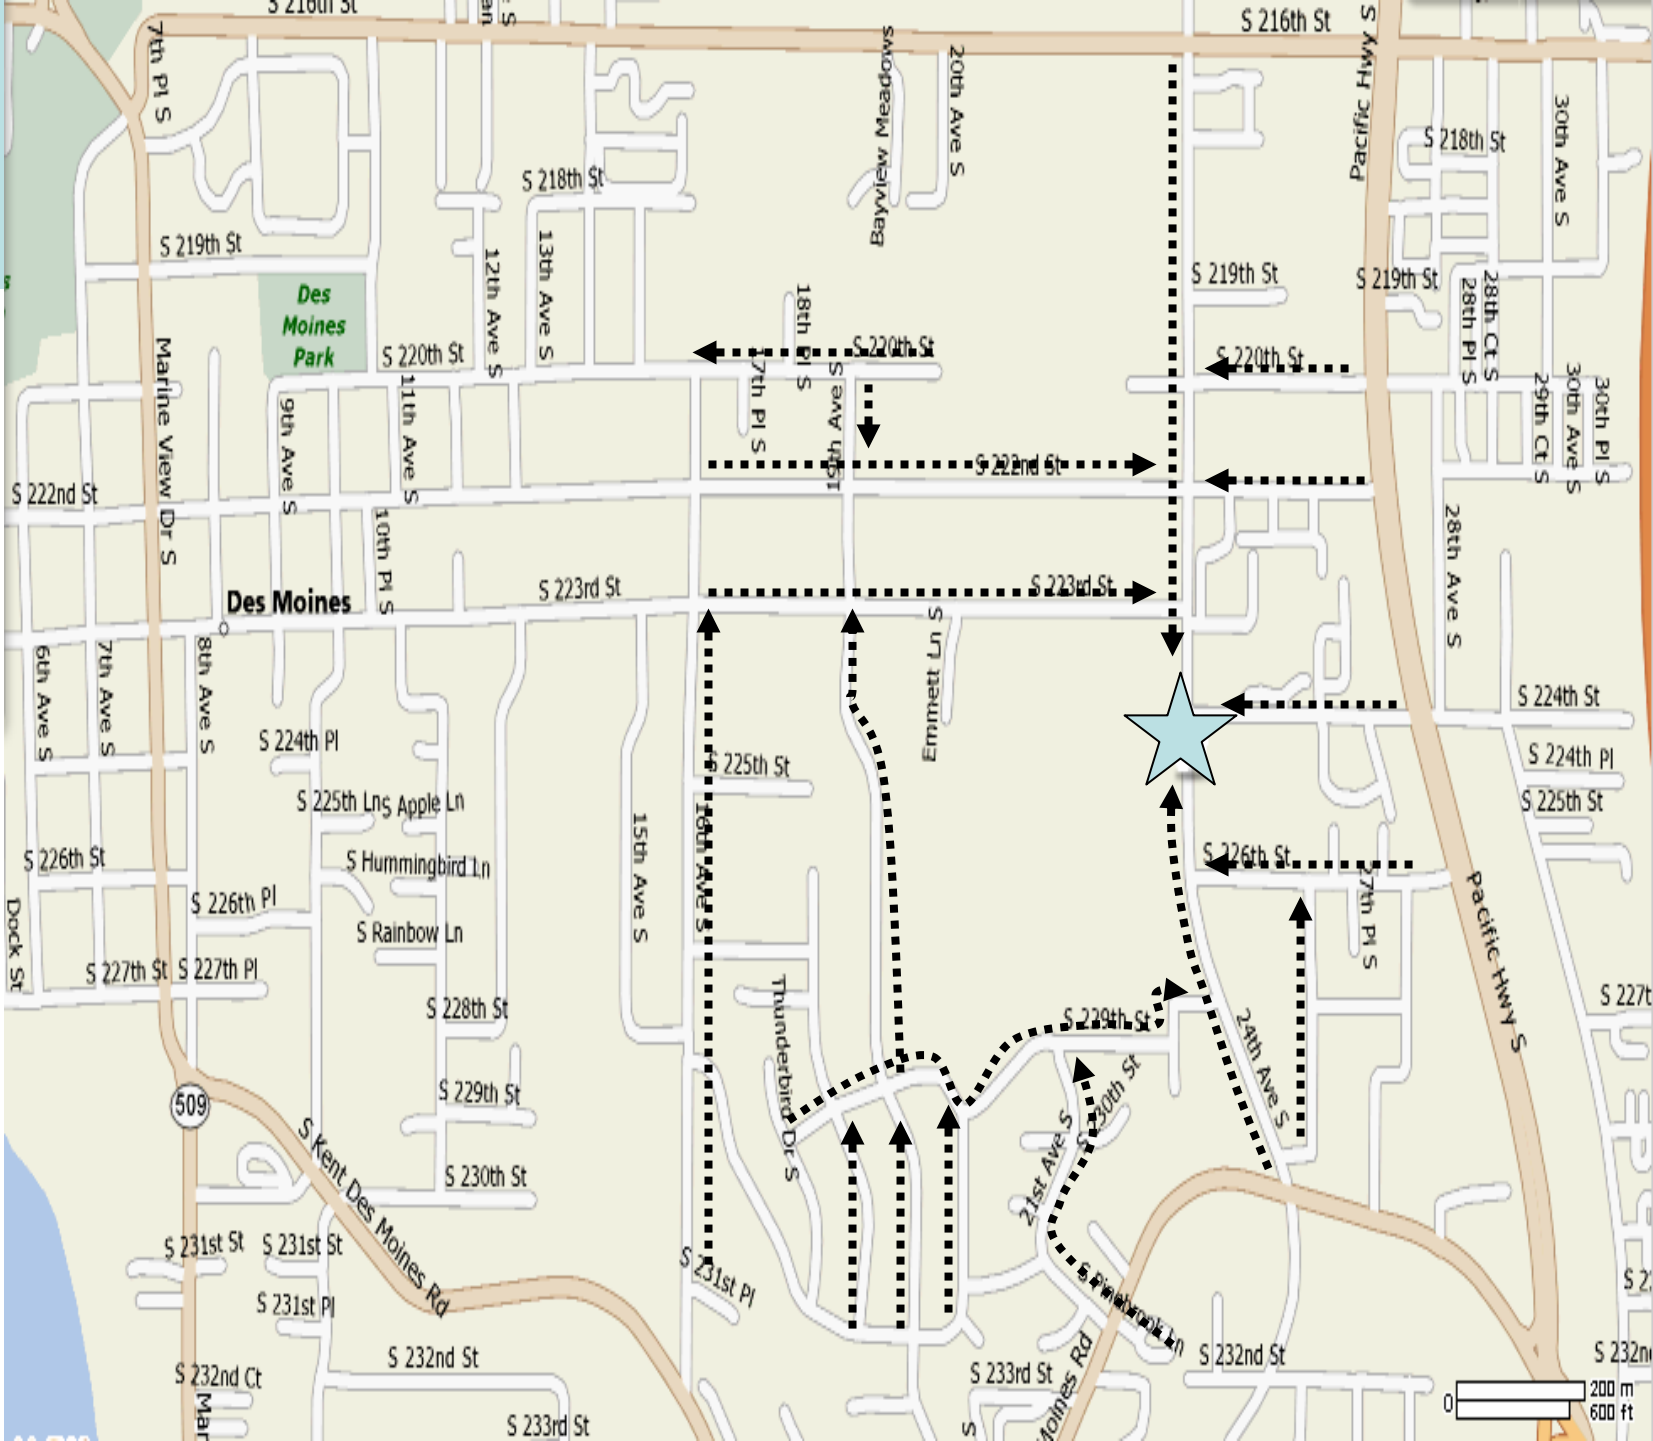 S 216th St
S 216th St
7th Pl S
Pacific Hwy S
Bayview Meadows
20th Ave S
30th Ave S
S 218th St
S 218th St
S 219th St
12th Ave S
13th Ave S
S 219th St
S 219th St
28th Pl S
28th Ct S
Des
Moines
Park
18th Pl S
Marine View Dr S
S 220th St
S 220th St
S 220th St
17th Pl S
19th Ave S
11th Ave S
9th Ave S
29th Ct S
30th Ave S
30th Pl S
S 222nd St
S 222nd St
10th Pl S
28th Ave S
Des Moines
S 223rd St
S 223rd St
Emmett Ln S
6th Ave S
7th Ave S
8th Ave S
S 224th St
S 224th Pl
S 224th Pl
S 225th St
S 225th St
S 225th Ln
S Apple Ln
15th Ave S
16th Ave S
S 226th St
S 226th St
S Hummingbird Ln
27th Pl S
Pacific Hwy S
S 226th Pl
Dock St
S Rainbow Ln
S 227th St
S 227th Pl
S 227t
S 228th St
Thunderbird Dr S
S 229th St
24th Ave S
S 229th St
S 230th St
509
21st Ave S
S Kent Des Moines Rd
S 230th St
S 231st St
S 231st St
S 231st Pl
S 231st Pl
S Pinebrook Ln
S 232nd St
S 232nd St
S 232n
S 232nd Ct
S 233rd St
Moines Rd
S 233rd St
Mar
S
0
200 m
600 ft